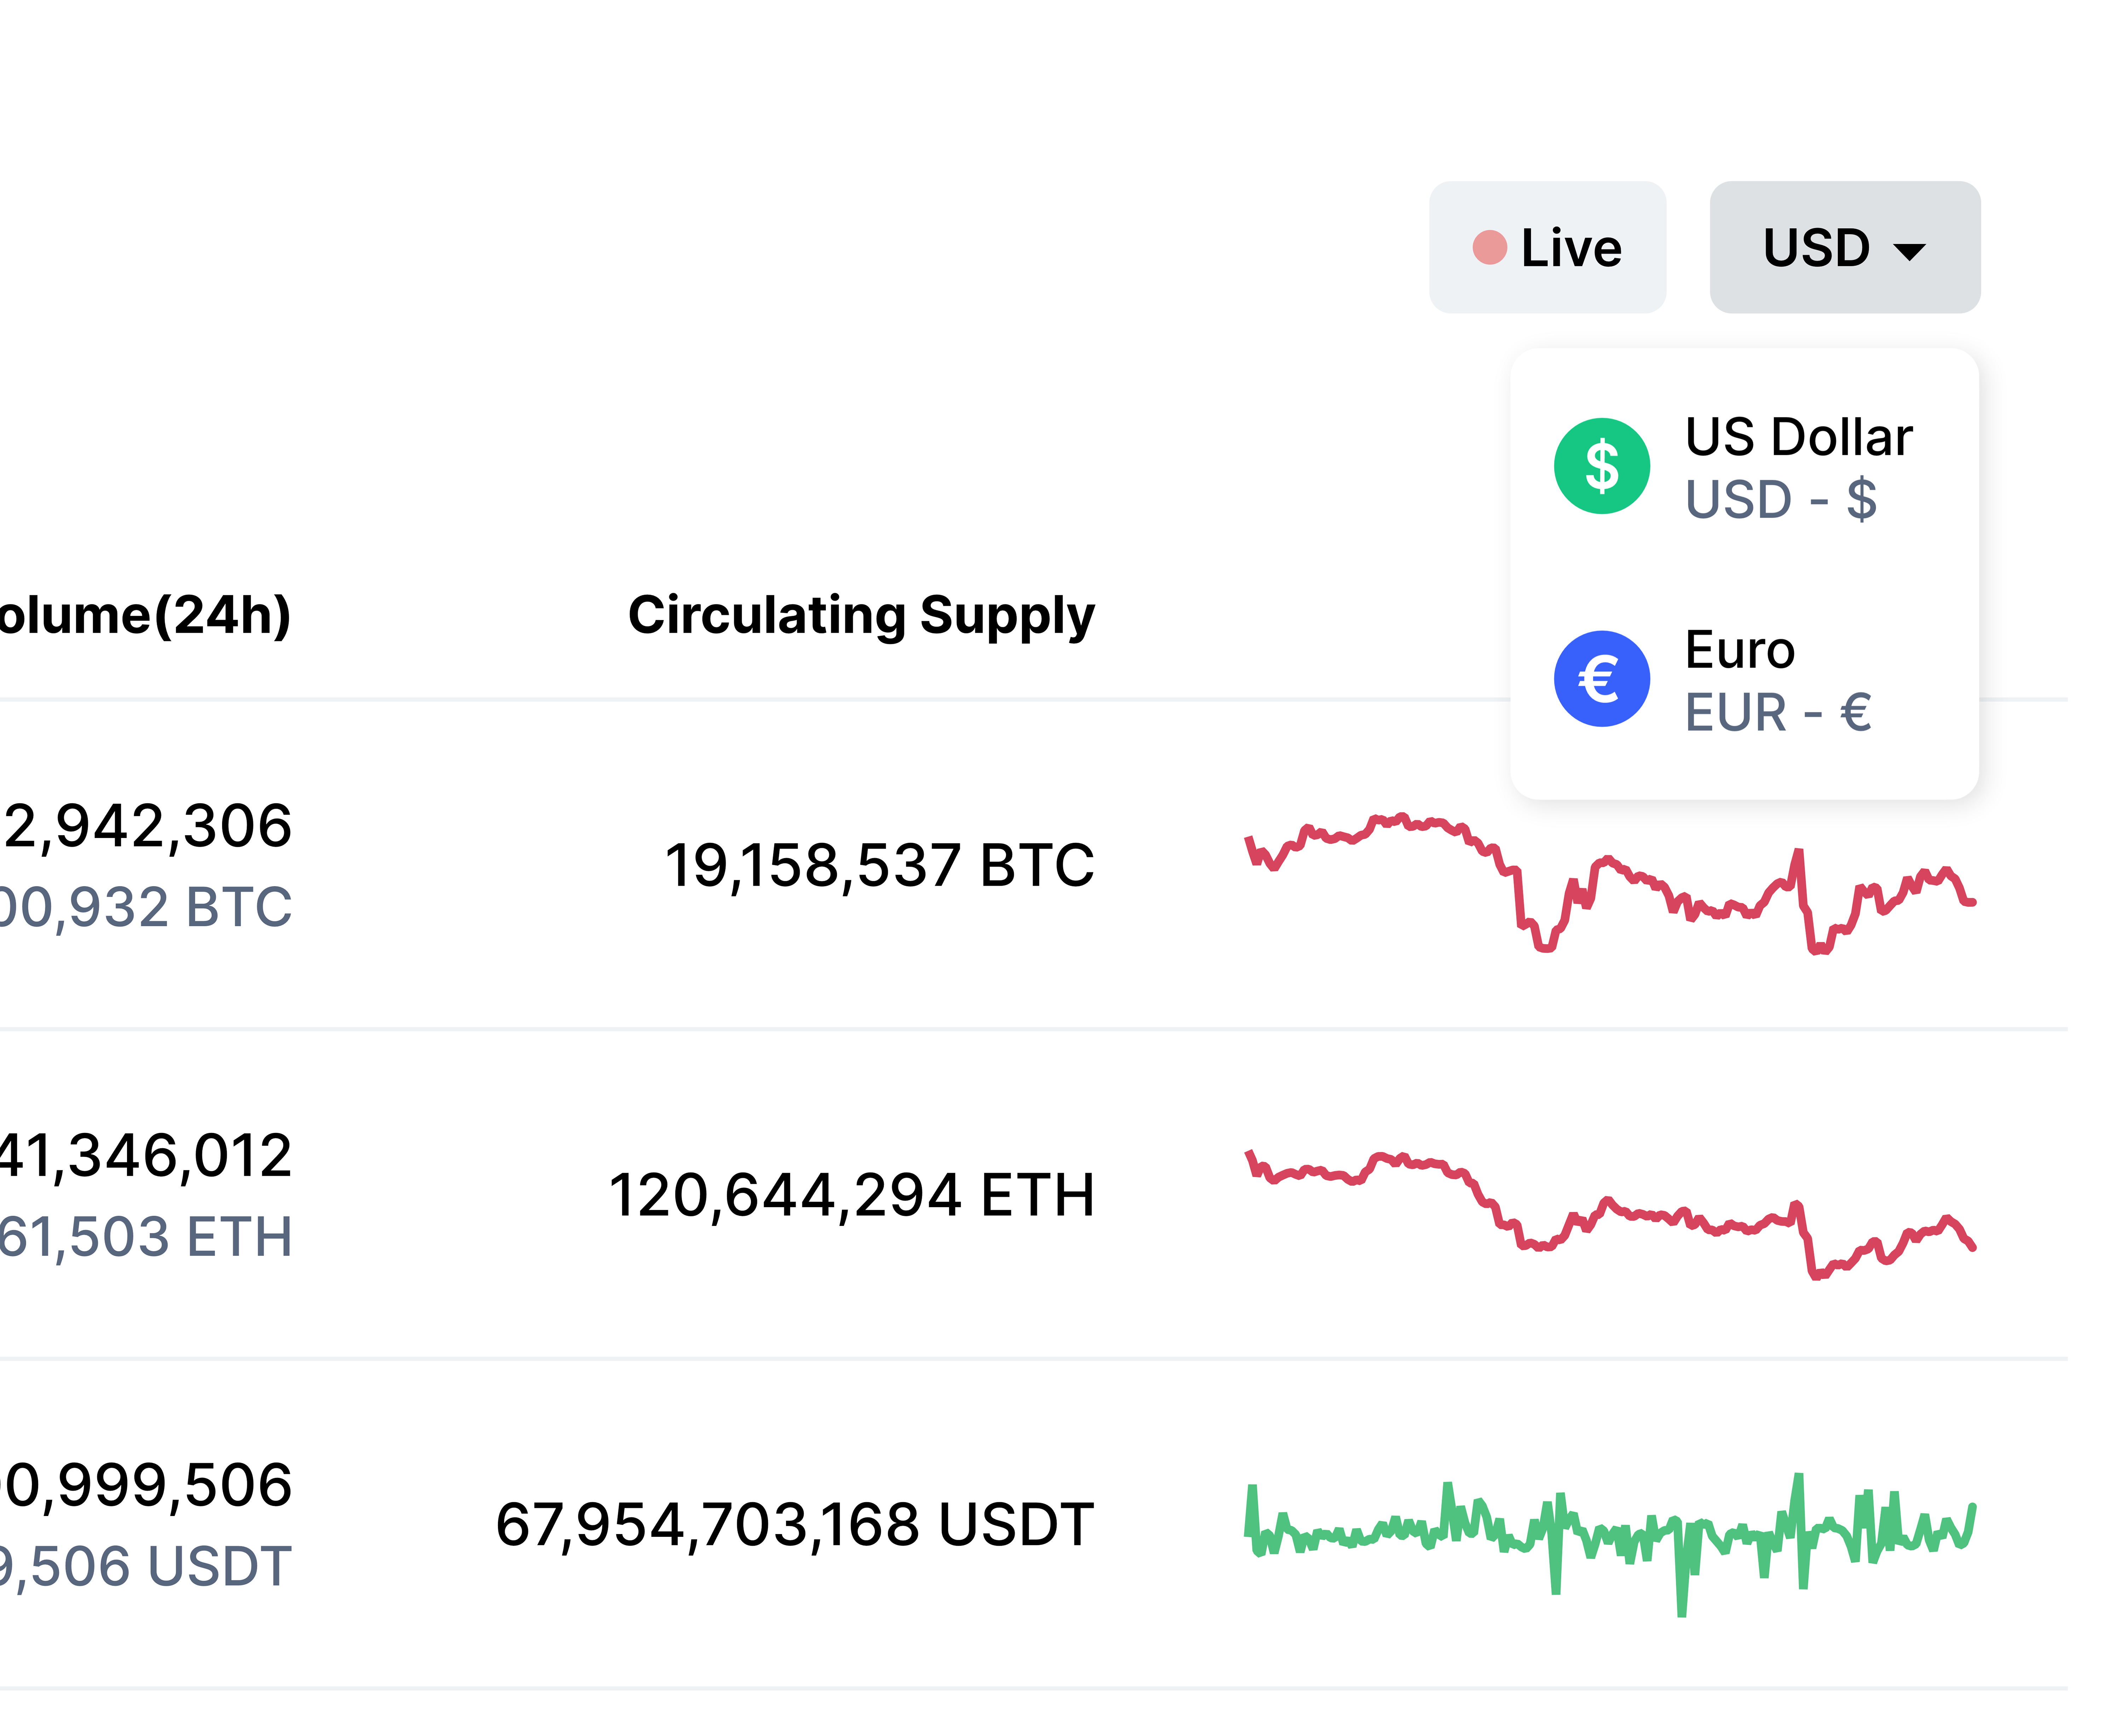 Live
USD
$ US Dollar
USD - $
olume(24h) Circulating Supply
€ Euro
EUR - €
2,942,306
00,932 BTC
19,158,537 BTC
41,346,012
61,503 ETH
120,644,294 ETH
0,999,506
9,506 USDT
67,954,703,168 USDT